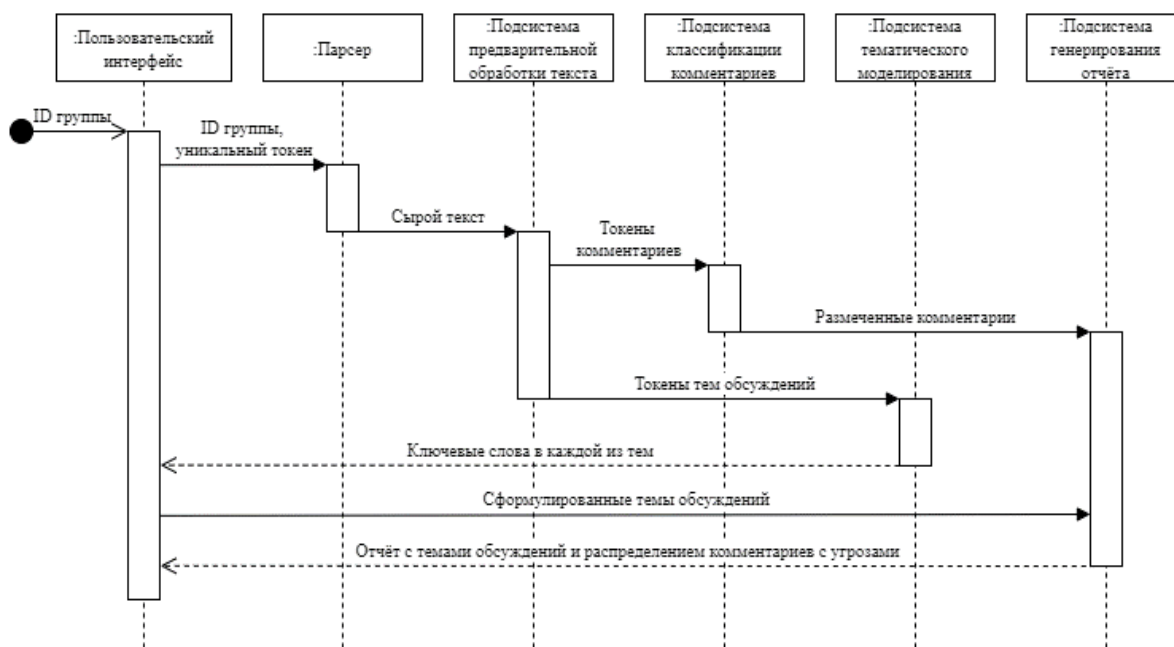 :Пользовательский
интерфейс
:Парсер
:Подсистема
предварительной
обработки текста
:Подсистема
классификации
комментариев
:Подсистема
тематического
моделирования
:Подсистема
генерирования
отчёта
ID группы
ID группы,
уникальный токен
Сырой текст
Токены
комментариев
Размеченные комментарии
Токены тем обсуждений
Ключевые слова в каждой из тем
Сформулированные темы обсуждений
Отчёт с темами обсуждений и распределением комментариев с угрозами